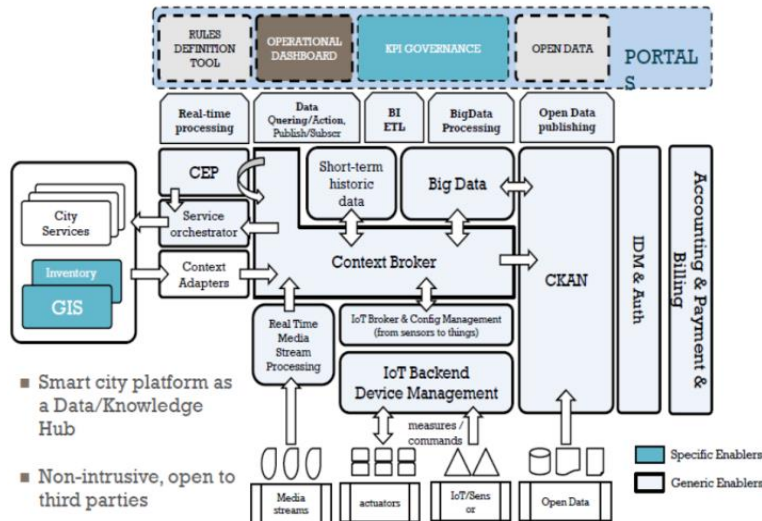 RULES
DEFINITION
TOOL
OPERATIONAL
DASHBOARD
KPI GOVERNANCE
OPEN DATA
PORTAL
S
Real-time
processing
Data
Quering/Action,
Publish/Subscr
BI
ETL
BigData
Processing
Open Data
publishing
CEP
Short-term
historic
data
Big Data
City
Services
Service
orchestrator
Context Broker
Inventory
GIS
Context
Adapters
CKAN
IDM & Auth
Accounting & Payment &
Billing
Real Time
Media
Stream
Processing
IoT Broker & Config Management
(from sensors to things)
IoT Backend
Device Management
■ Smart city platform as
a Data/Knowledge
Hub
measures /
commands
■ Non-intrusive, open to
third parties
Media
streams
actuators
IoT/Sens
or
Open Data
Specific Enablers
Generic Enablers